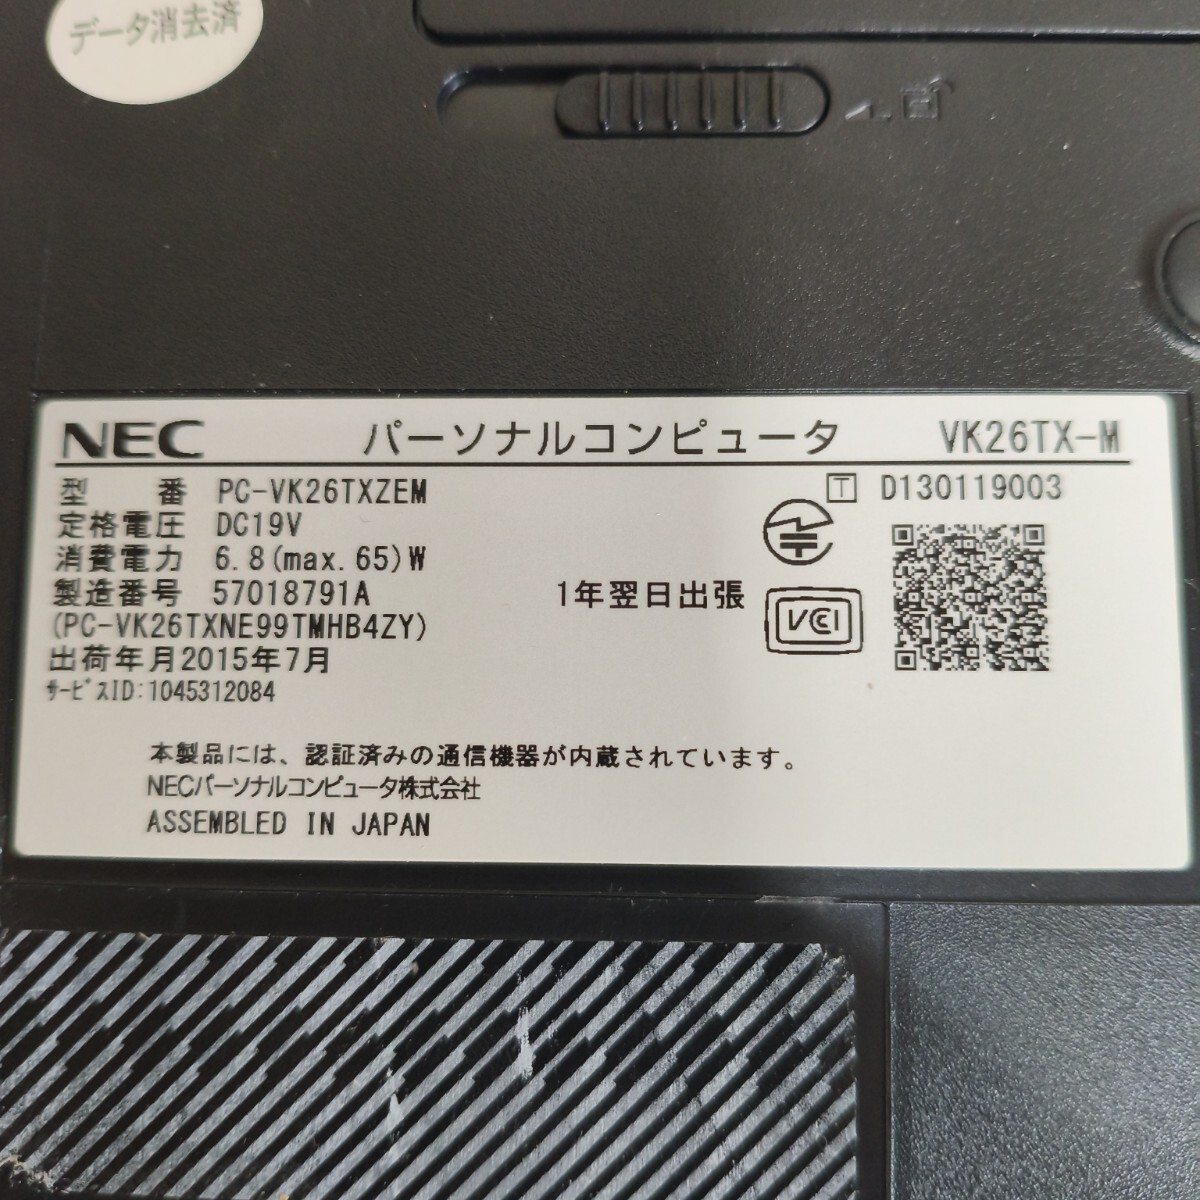 データ消去済
NEC パーソナルコンピュータ VK26TX-M
型 番 PC-VK26TXZEM
T D130119003
定格電圧 DC19V
消費電力 6.8(max.65)W
製造番号 57018791A
1年翌日出張
VCCI
(PC-VK26TXNE99TMHB4ZY)
出荷年月2015年7月
ｻｰﾋﾞｽID:1045312084
本製品には、認証済みの通信機器が内蔵されています。
NECパーソナルコンピュータ株式会社
ASSEMBLED IN JAPAN